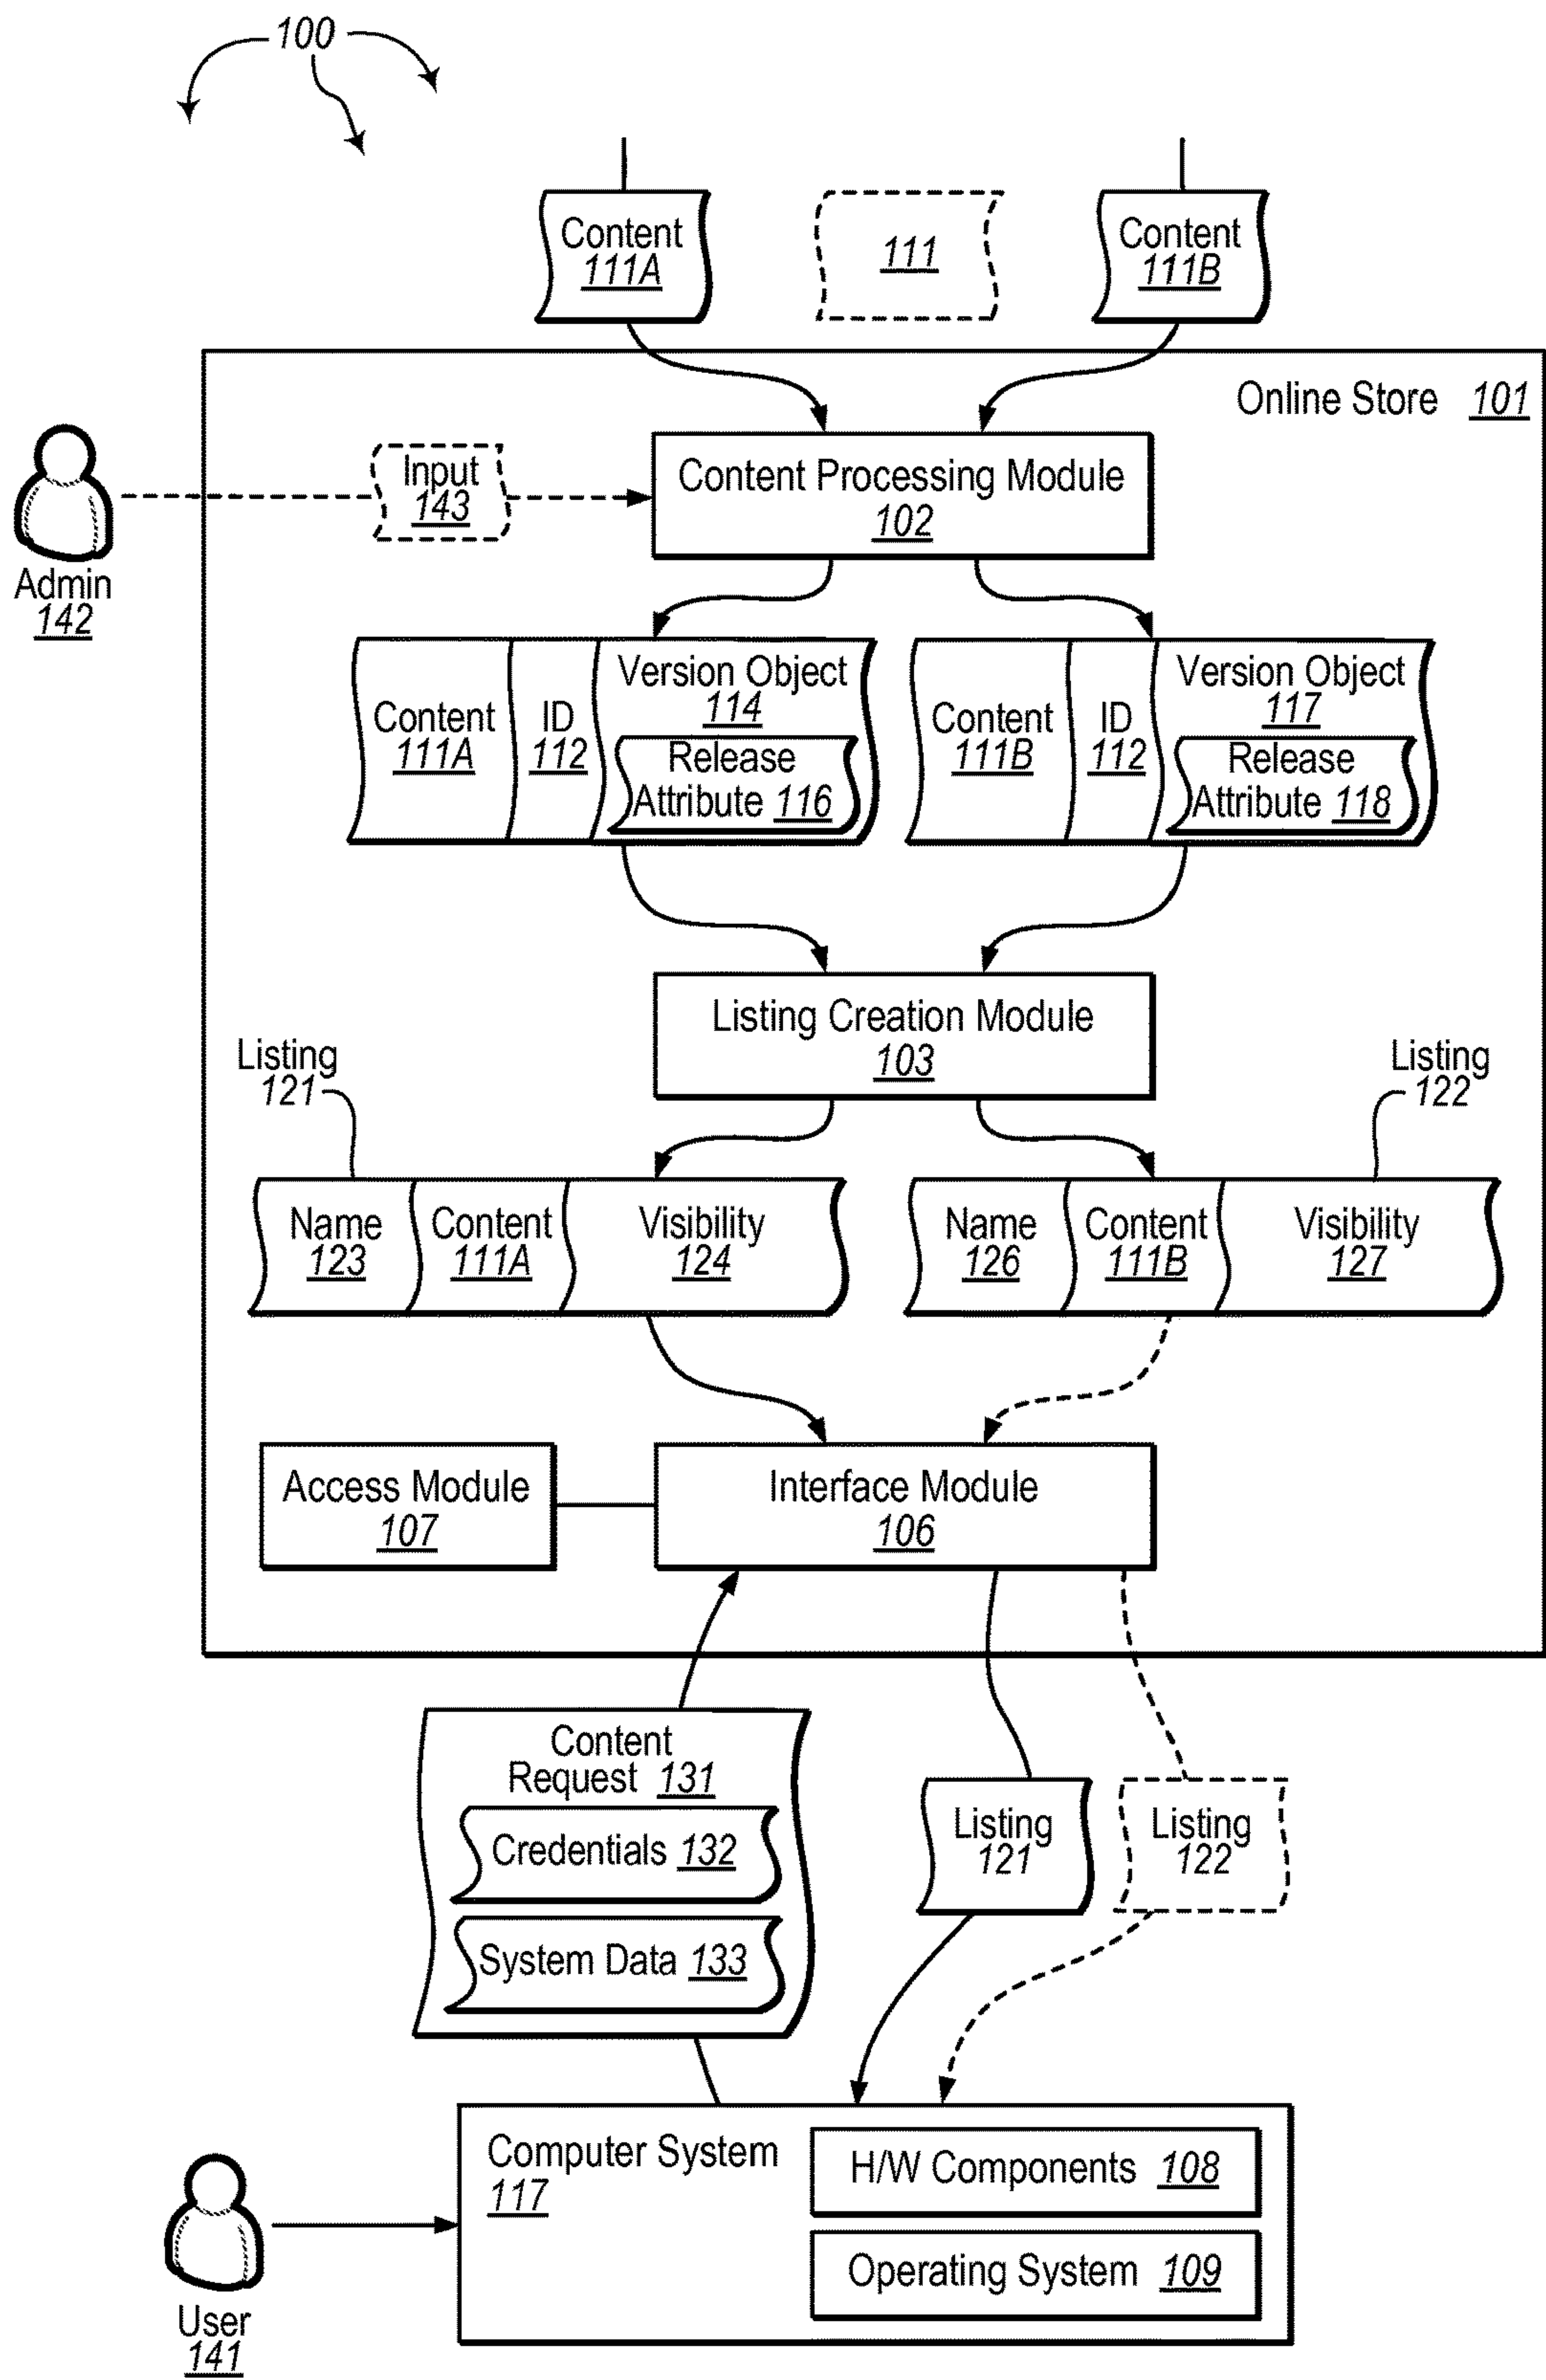 100
Content
111A
111
Content
111B
Online Store 101
Input
143
Content Processing Module
102
Admin
142
Content
111A
ID
112
Version Object
114
Release
Attribute 116
Content
111B
ID
112
Version Object
117
Release
Attribute 118
Listing Creation Module
103
Listing
121
Listing
122
Name
123
Content
111A
Visibility
124
Name
126
Content
111B
Visibility
127
Access Module
107
Interface Module
106
Content
Request 131
Credentials 132
System Data 133
Listing
121
Listing
122
Computer System
117
H/W Components 108
Operating System 109
User
141